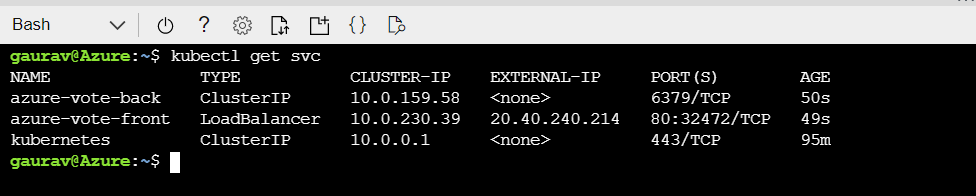 Bash
gaurav@Azure:~$ kubectl get svc
NAME TYPE CLUSTER-IP EXTERNAL-IP PORT(S) AGE
azure-vote-back ClusterIP 10.0.159.58 <none> 6379/TCP 50s
azure-vote-front LoadBalancer 10.0.230.39 20.40.240.214 80:32472/TCP 49s
kubernetes ClusterIP 10.0.0.1 <none> 443/TCP 95m
gaurav@Azure:~$